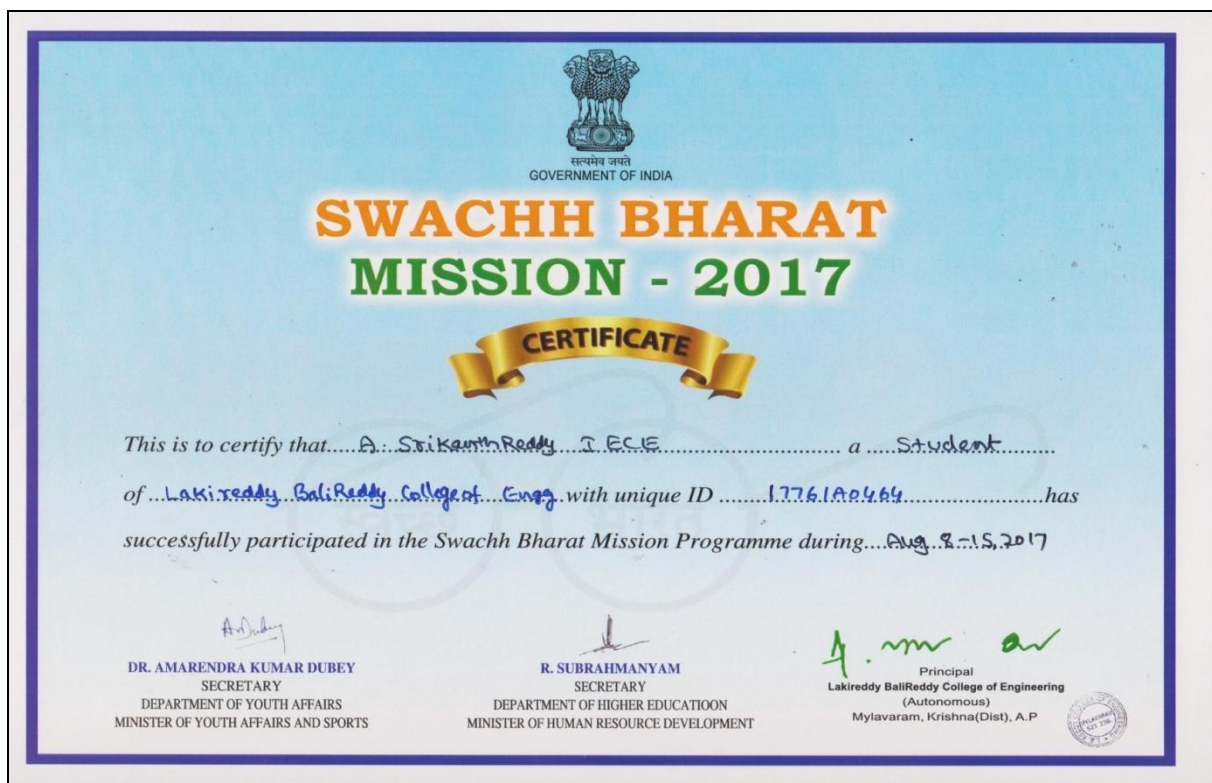 सत्यमेव जयते
GOVERNMENT OF INDIA
SWACHH BHARAT
MISSION - 2017
CERTIFICATE
This is to certify that.....A. Srikanth Reddy I ECE.......... a .....Student..........
of ...Lakireddy BaliReddy College of Engg..with unique ID .......17761A0464..........has
successfully participated in the Swachh Bharat Mission Programme during....Aug 8-15, 2017
DR. AMARENDRA KUMAR DUBEY
SECRETARY
DEPARTMENT OF YOUTH AFFAIRS
MINISTER OF YOUTH AFFAIRS AND SPORTS
R. SUBRAHMANYAM
SECRETARY
DEPARTMENT OF HIGHER EDUCATIOON
MINISTER OF HUMAN RESOURCE DEVELOPMENT
Principal
Lakireddy BaliReddy College of Engineering
(Autonomous)
Mylavaram, Krishna(Dist), A.P